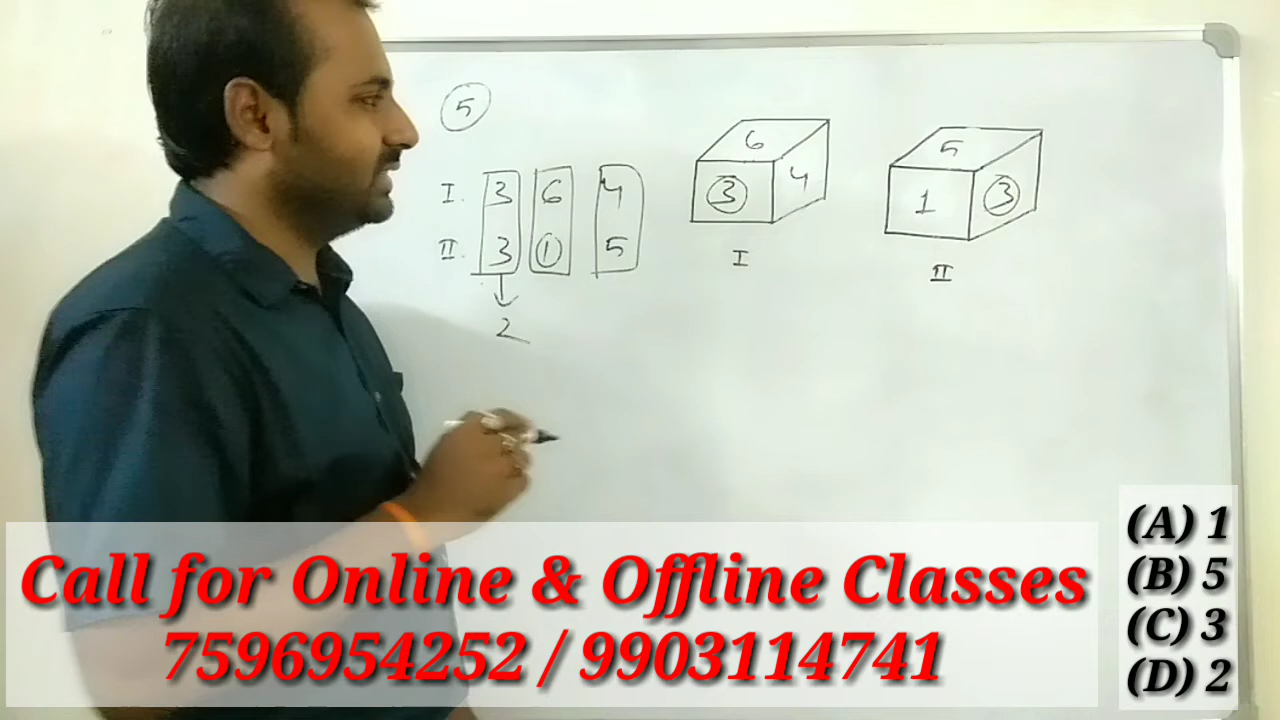 5
I. 3 6 4
II. 3 1 5
2
6
3 4
I
5
1 3
II
(A) 1
(B) 5
(C) 3
(D) 2
Call for Online & Offline Classes
7596954252 / 9903114741